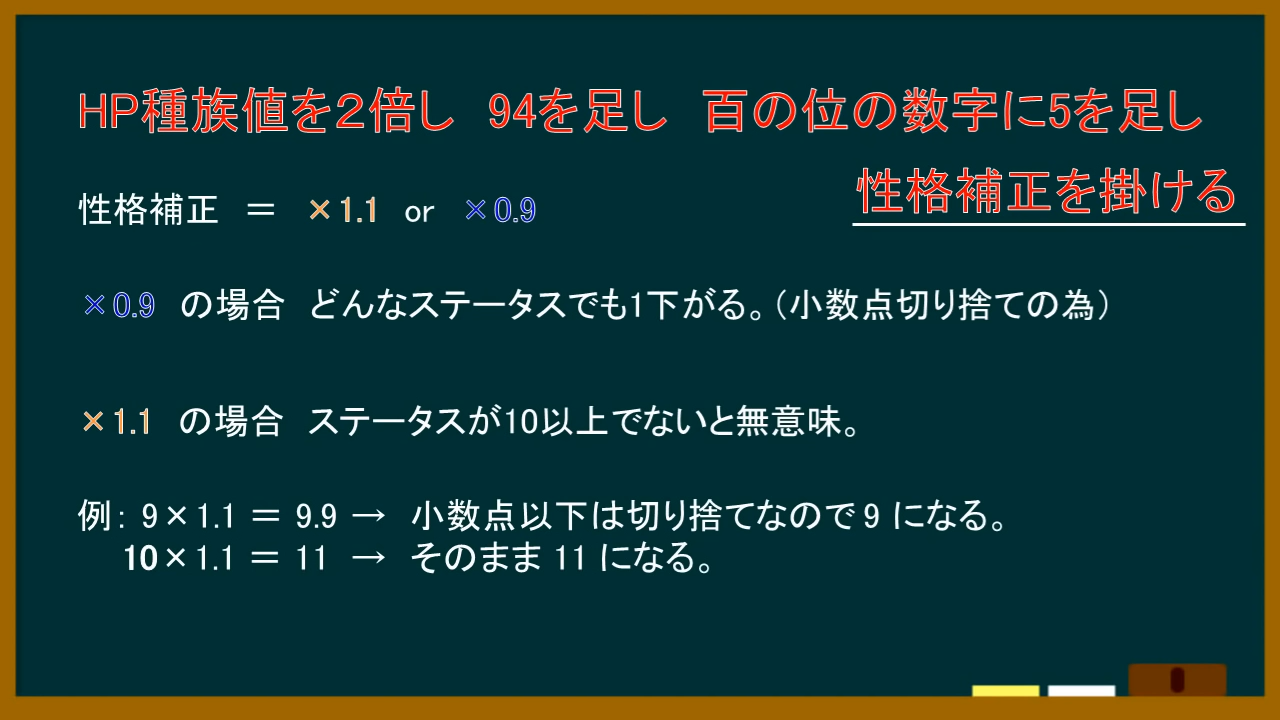 HP種族値を２倍し　94を足し　百の位の数字に5を足し
性格補正を掛ける
性格補正　＝　×1.1　or　×0.9
×0.9　の場合　どんなステータスでも1下がる。（小数点切り捨ての為）
×1.1　の場合　ステータスが10以上でないと無意味。
例： 9×1.1 ＝ 9.9 →　小数点以下は切り捨てなので 9 になる。
10×1.1 ＝ 11　→　そのまま 11 になる。